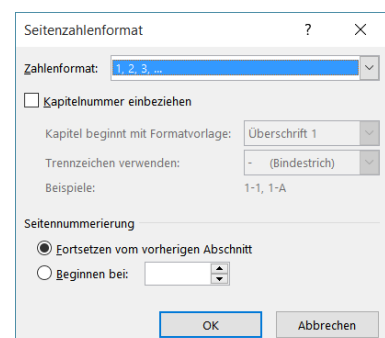 Seitenzahlenformat ?
Zahlenformat: 1, 2, 3, ...
Kapitelnummer einbeziehen
Kapitel beginnt mit Formatvorlage: Überschrift 1
Trennzeichen verwenden: - (Bindestrich)
Beispiele: 1-1, 1-A
Seitennummerierung
Fortsetzen vom vorherigen Abschnitt
Beginnen bei:
OK Abbrechen